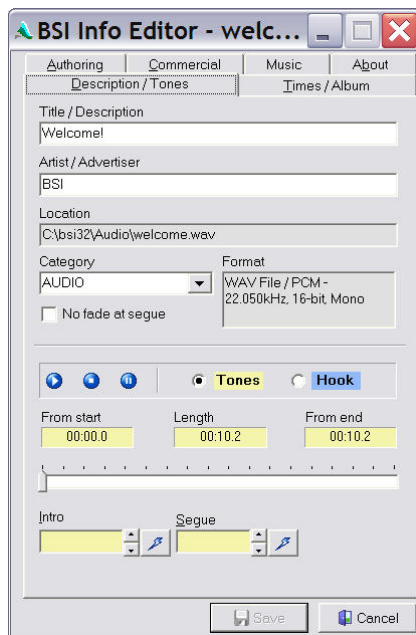 BSI Info Editor - welc...
Authoring Commercial Music About
Description / Tones Times / Album
Title / Description
Welcome!
Artist / Advertiser
BSI
Location
C:\bsi32\Audio\welcome.wav
Category Format
AUDIO WAV File / PCM -
22.050kHz, 16-bit, Mono
No fade at segue
Tones Hook
From start Length From end
00:00.0 00:10.2 00:10.2
Intro Segue
Save Cancel